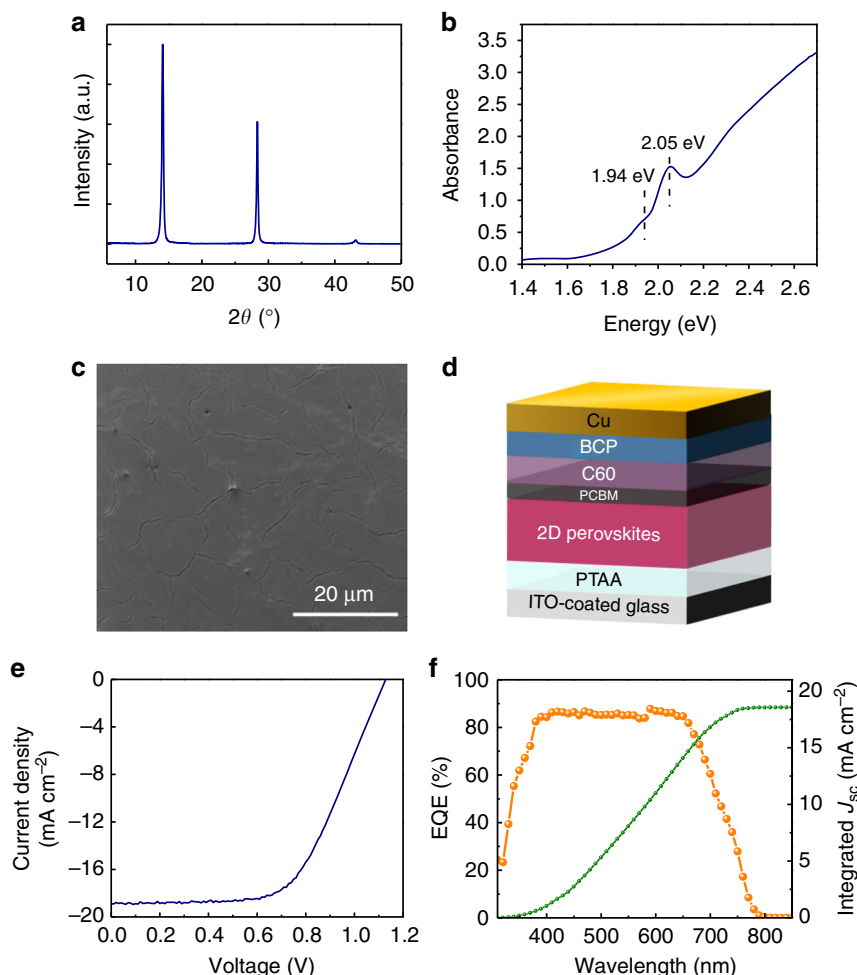 a
Intensity (a.u.)
10 20 30 40 50
2θ (°)
b
Absorbance
3.5
3.0
2.5
2.0
1.5
1.0
0.5
0.0
2.05 eV
1.94 eV
1.4 1.6 1.8 2.0 2.2 2.4 2.6
Energy (eV)
c
20 μm
d
Cu
BCP
C60
PCBM
2D perovskites
PTAA
ITO-coated glass
e
Current density
(mA cm⁻²)
0
−4
−8
−12
−16
−20
0.0 0.2 0.4 0.6 0.8 1.0 1.2
Voltage (V)
f
EQE (%)
100
80
60
40
20
0
400 500 600 700 800
Wavelength (nm)
20
18
15
10
5
0
Integrated Jsc (mA cm⁻²)